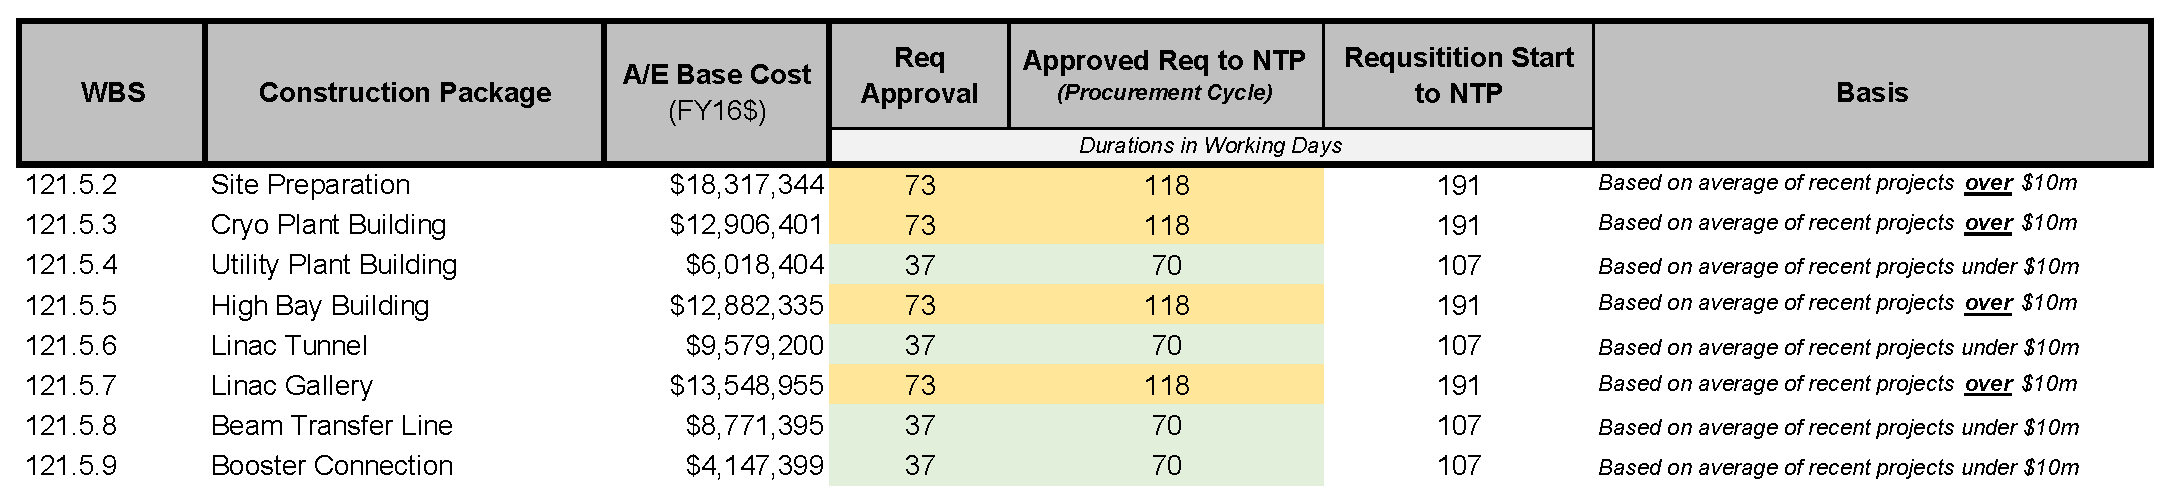 WBS Construction Package A/E Base Cost (FY16$) Req Approval Approved Req to NTP (Procurement Cycle) Requsitition Start to NTP Basis
Durations in Working Days
121.5.2 Site Preparation $18,317,344 73 118 191 Based on average of recent projects over $10m
121.5.3 Cryo Plant Building $12,906,401 73 118 191 Based on average of recent projects over $10m
121.5.4 Utility Plant Building $6,018,404 37 70 107 Based on average of recent projects under $10m
121.5.5 High Bay Building $12,882,335 73 118 191 Based on average of recent projects over $10m
121.5.6 Linac Tunnel $9,579,200 37 70 107 Based on average of recent projects under $10m
121.5.7 Linac Gallery $13,548,955 73 118 191 Based on average of recent projects over $10m
121.5.8 Beam Transfer Line $8,771,395 37 70 107 Based on average of recent projects under $10m
121.5.9 Booster Connection $4,147,399 37 70 107 Based on average of recent projects under $10m